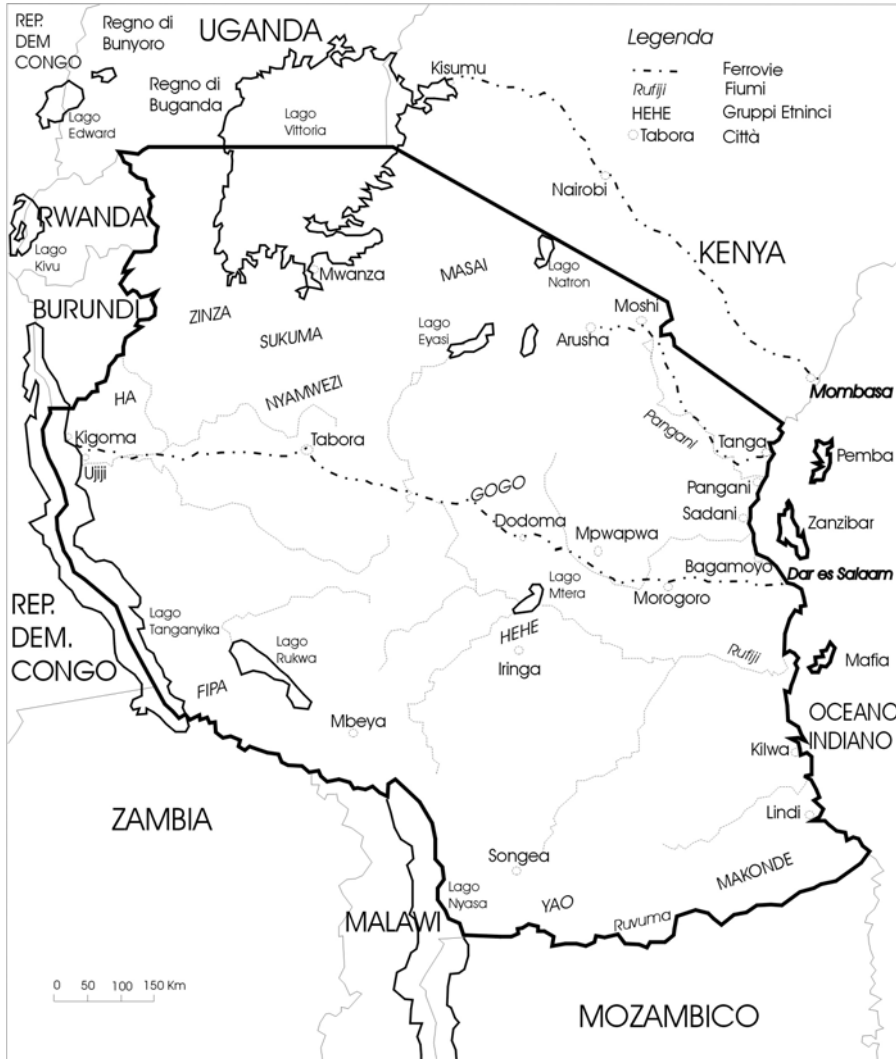 REP.
DEM
CONGO
Regno di
Bunyoro
UGANDA
Regno di
Buganda
Lago
Edward
Lago
Vittoria
Kisumu
Legenda
Ferrovie
Rufiji
Fiumi
HEHE
Gruppi Etninci
Tabora
Città
Nairobi
RWANDA
Lago
Kivu
KENYA
BURUNDI
Mwanza
MASAI
Lago
Natron
ZINZA
SUKUMA
Lago
Eyasi
Arusha
Moshi
HA
NYAMWEZI
Mombasa
Kigoma
Ujiji
Tabora
Pangani
Tanga
Pemba
GOGO
Pangani
Sadani
Zanzibar
Dodoma
Mpwapwa
Bagamoyo
Dar es Salaam
Lago
Mtera
Morogoro
REP.
DEM.
CONGO
Lago
Tanganyika
Lago
Rukwa
HEHE
Iringa
Rufiji
Mafia
FIPA
Mbeya
OCEANO
INDIANO
Kilwa
ZAMBIA
Lindi
Songea
MAKONDE
Lago
Nyasa
YAO
Ruvuma
MALAWI
0 50 100 150 Km
MOZAMBICO